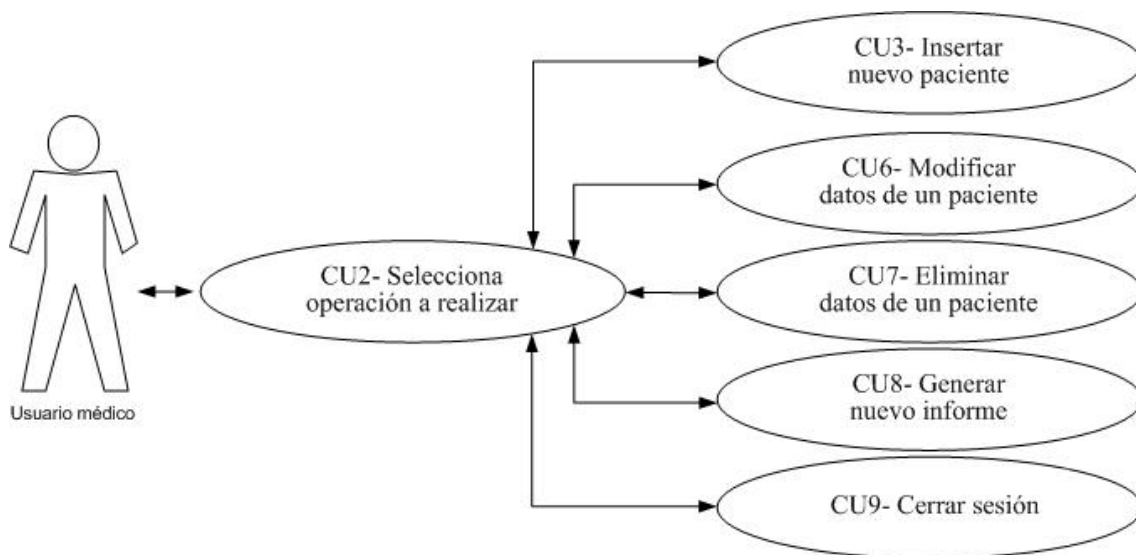 CU3- Insertar
nuevo paciente
CU6- Modificar
datos de un paciente
CU2- Selecciona
operación a realizar
CU7- Eliminar
datos de un paciente
CU8- Generar
nuevo informe
Usuario médico
CU9- Cerrar sesión